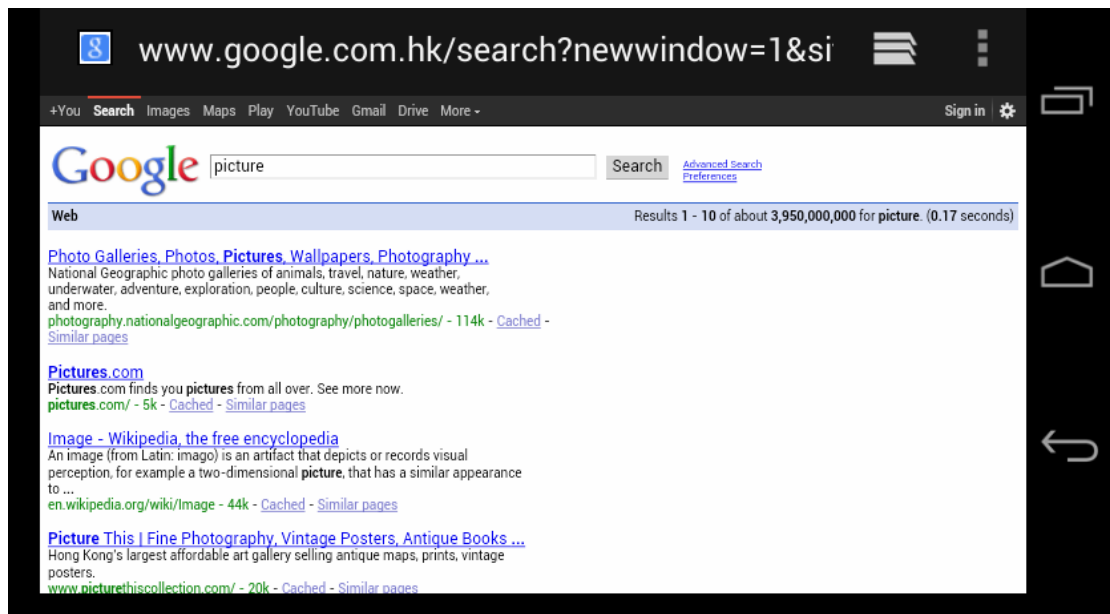 8 www.google.com.hk/search?newwindow=1&si
+You Search Images Maps Play YouTube Gmail Drive More Sign in
Google picture Search Advanced Search
Preferences
Web Results 1 - 10 of about 3,950,000,000 for picture. (0.17 seconds)
Photo Galleries, Photos, Pictures, Wallpapers, Photography ...
National Geographic photo galleries of animals, travel, nature, weather,
underwater, adventure, exploration, people, culture, science, space, weather,
and more.
photography.nationalgeographic.com/photography/photogalleries/ - 114k - Cached -
Similar pages
Pictures.com
Pictures.com finds you pictures from all over. See more now.
pictures.com/ - 5k - Cached - Similar pages
Image - Wikipedia, the free encyclopedia
An image (from Latin: imago) is an artifact that depicts or records visual
perception, for example a two-dimensional picture, that has a similar appearance
to ...
en.wikipedia.org/wiki/Image - 44k - Cached - Similar pages
Picture This | Fine Photography, Vintage Posters, Antique Books ...
Hong Kong's largest affordable art gallery selling antique maps, prints, vintage
posters.
www.picturethiscollection.com/ - 20k - Cached - Similar pages